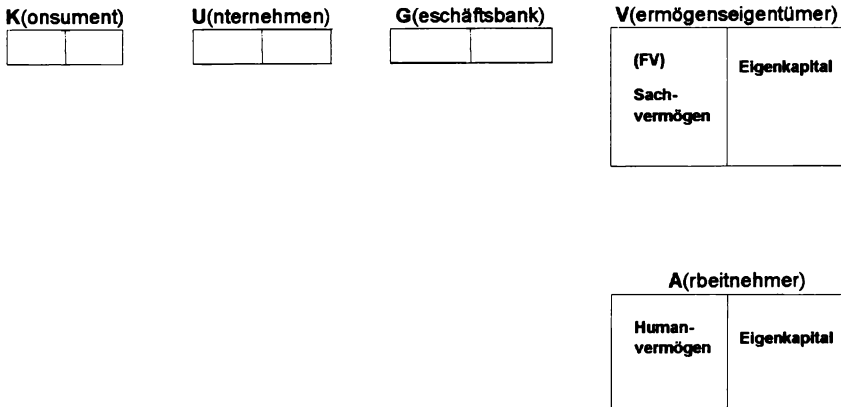 K(onsument) U(nternehmen) G(eschäftsbank) V(ermögenseigentümer)
(FV)
Sach-
vermögen
Eigenkapital
A(rbeitnehmer)
Human-
vermögen
Eigenkapital